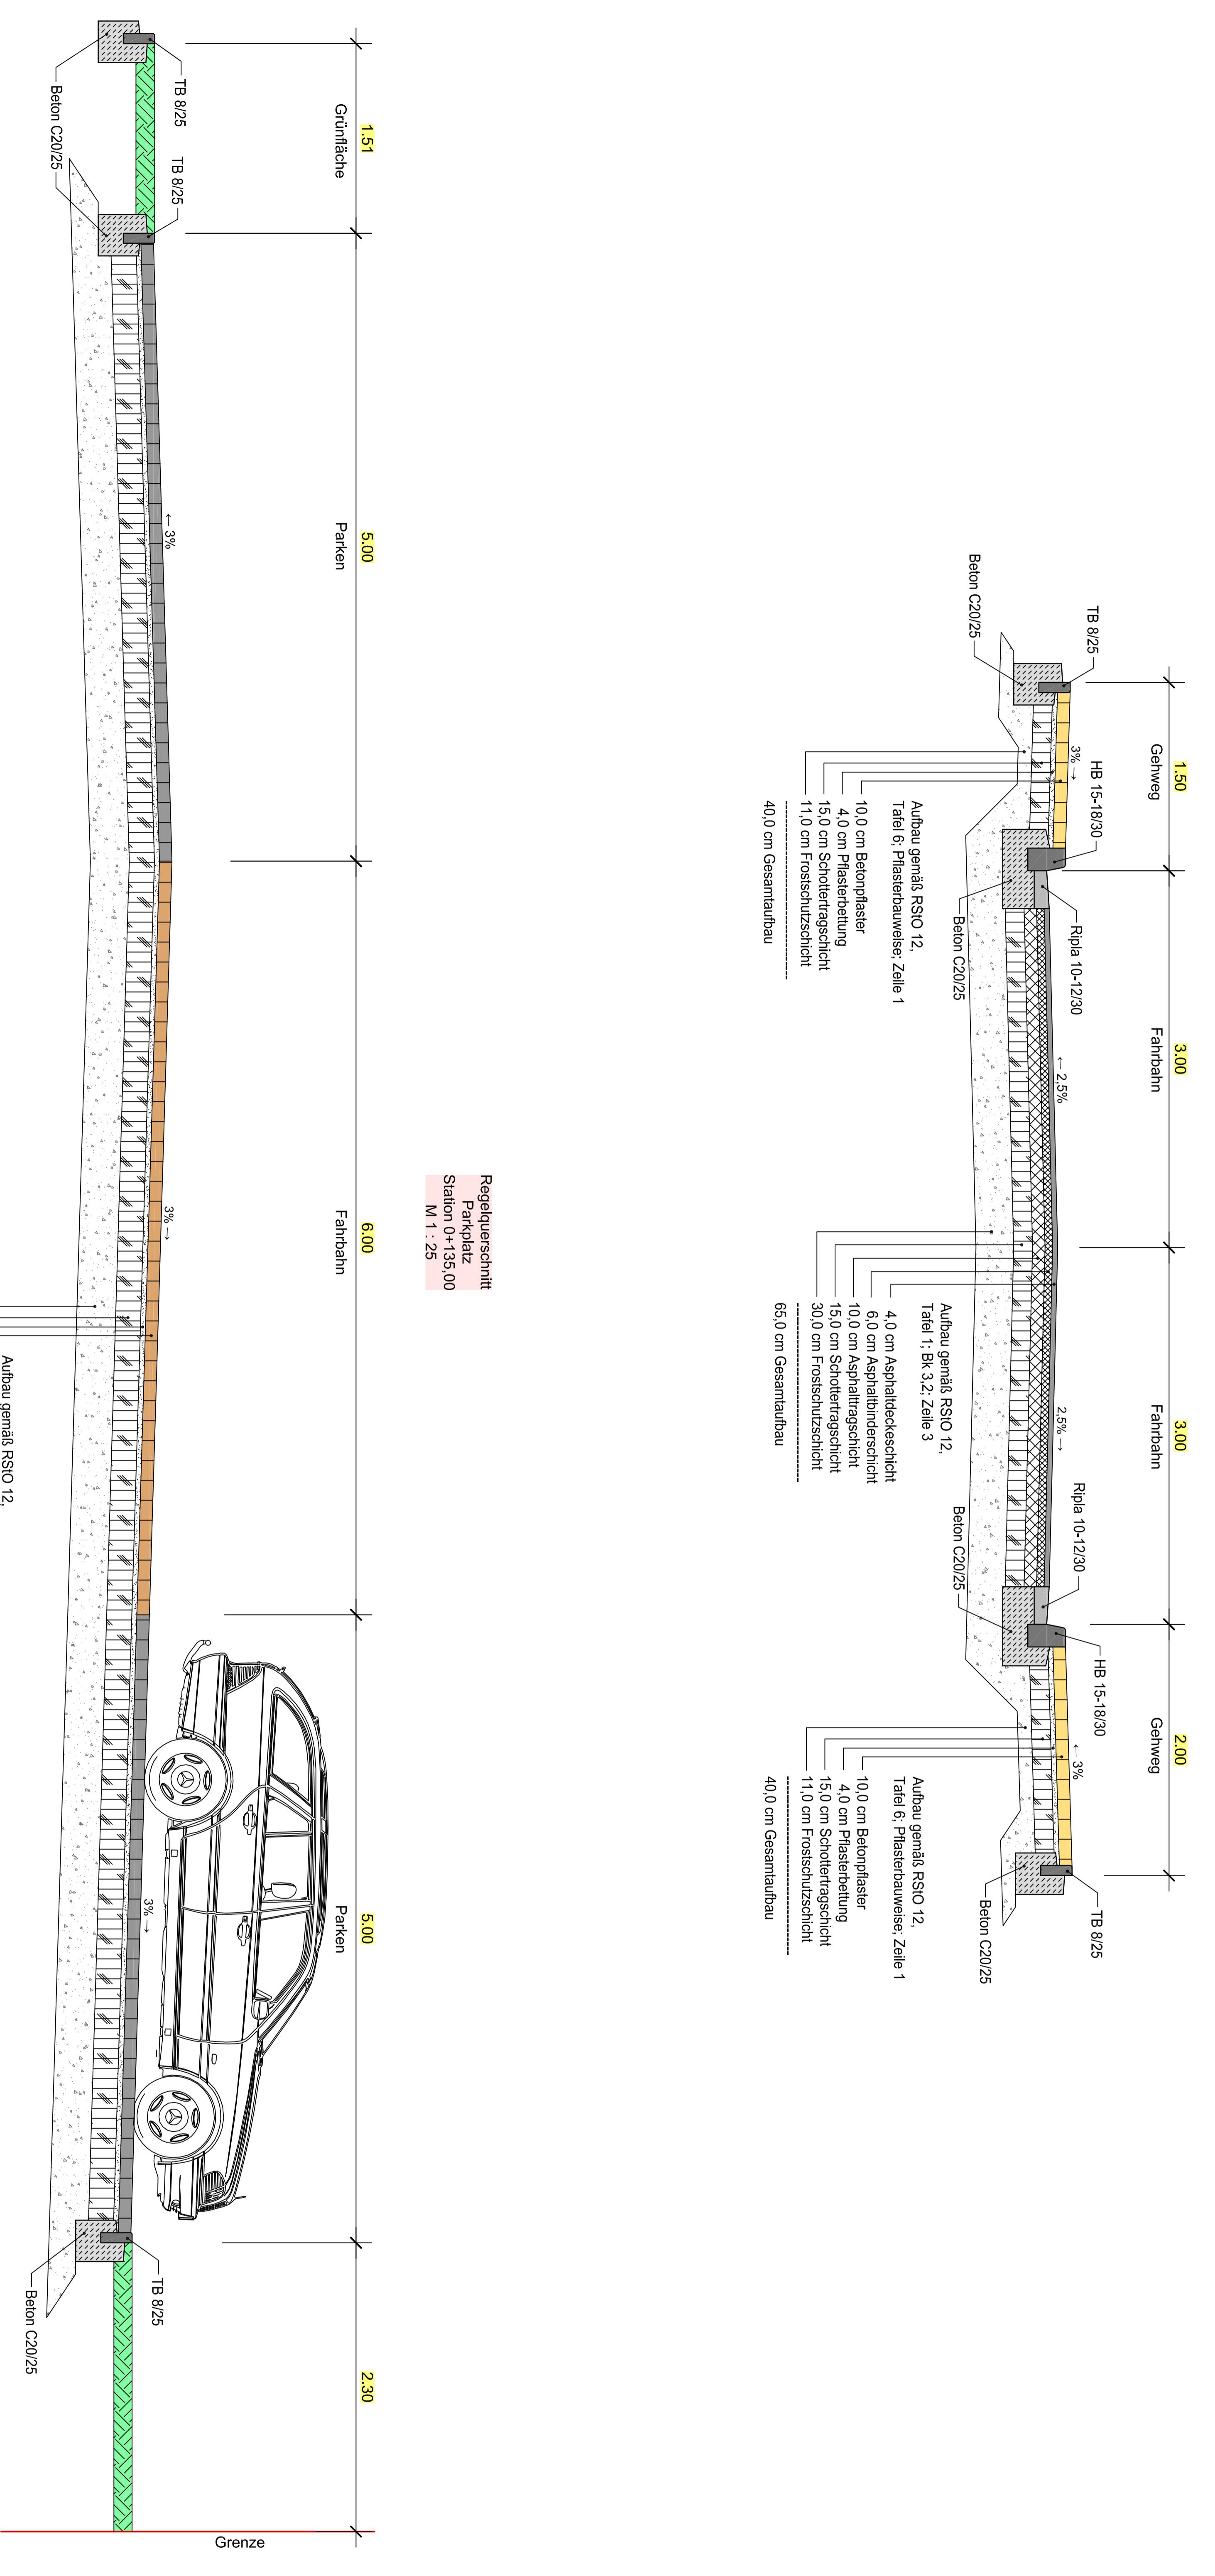 1.50
3.00
3.00
2.00
Gehweg
Fahrbahn
Fahrbahn
Gehweg
TB 8/25
HB 15-18/30
Ripla 10-12/30
Ripla 10-12/30
HB 15-18/30
TB 8/25
3% →
← 2,5%
2,5% →
← 3%
Beton C20/25
Beton C20/25
Beton C20/25
Beton C20/25
Aufbau gemäß RStO 12,
Tafel 6; Pflasterbauweise; Zeile 1
10,0 cm Betonpflaster
4,0 cm Pflasterbettung
15,0 cm Schottertragschicht
11,0 cm Frostschutzschicht
40,0 cm Gesamtaufbau
Aufbau gemäß RStO 12,
Tafel 1; Bk 3,2; Zeile 3
4,0 cm Asphaltdeckeschicht
6,0 cm Asphaltbinderschicht
10,0 cm Asphalttragschicht
15,0 cm Schottertragschicht
30,0 cm Frostschutzschicht
65,0 cm Gesamtaufbau
Aufbau gemäß RStO 12,
Tafel 6; Pflasterbauweise; Zeile 1
10,0 cm Betonpflaster
4,0 cm Pflasterbettung
15,0 cm Schottertragschicht
11,0 cm Frostschutzschicht
40,0 cm Gesamtaufbau
Regelquerschnitt
Parkplatz
Station 0+135,00
M 1 : 25
1.51
5.00
6.00
5.00
2.30
Grünfläche
Parken
Fahrbahn
Parken
Grenze
TB 8/25
TB 8/25
← 3%
3% →
3% →
TB 8/25
Beton C20/25
Beton C20/25
Aufbau gemäß RStO 12,